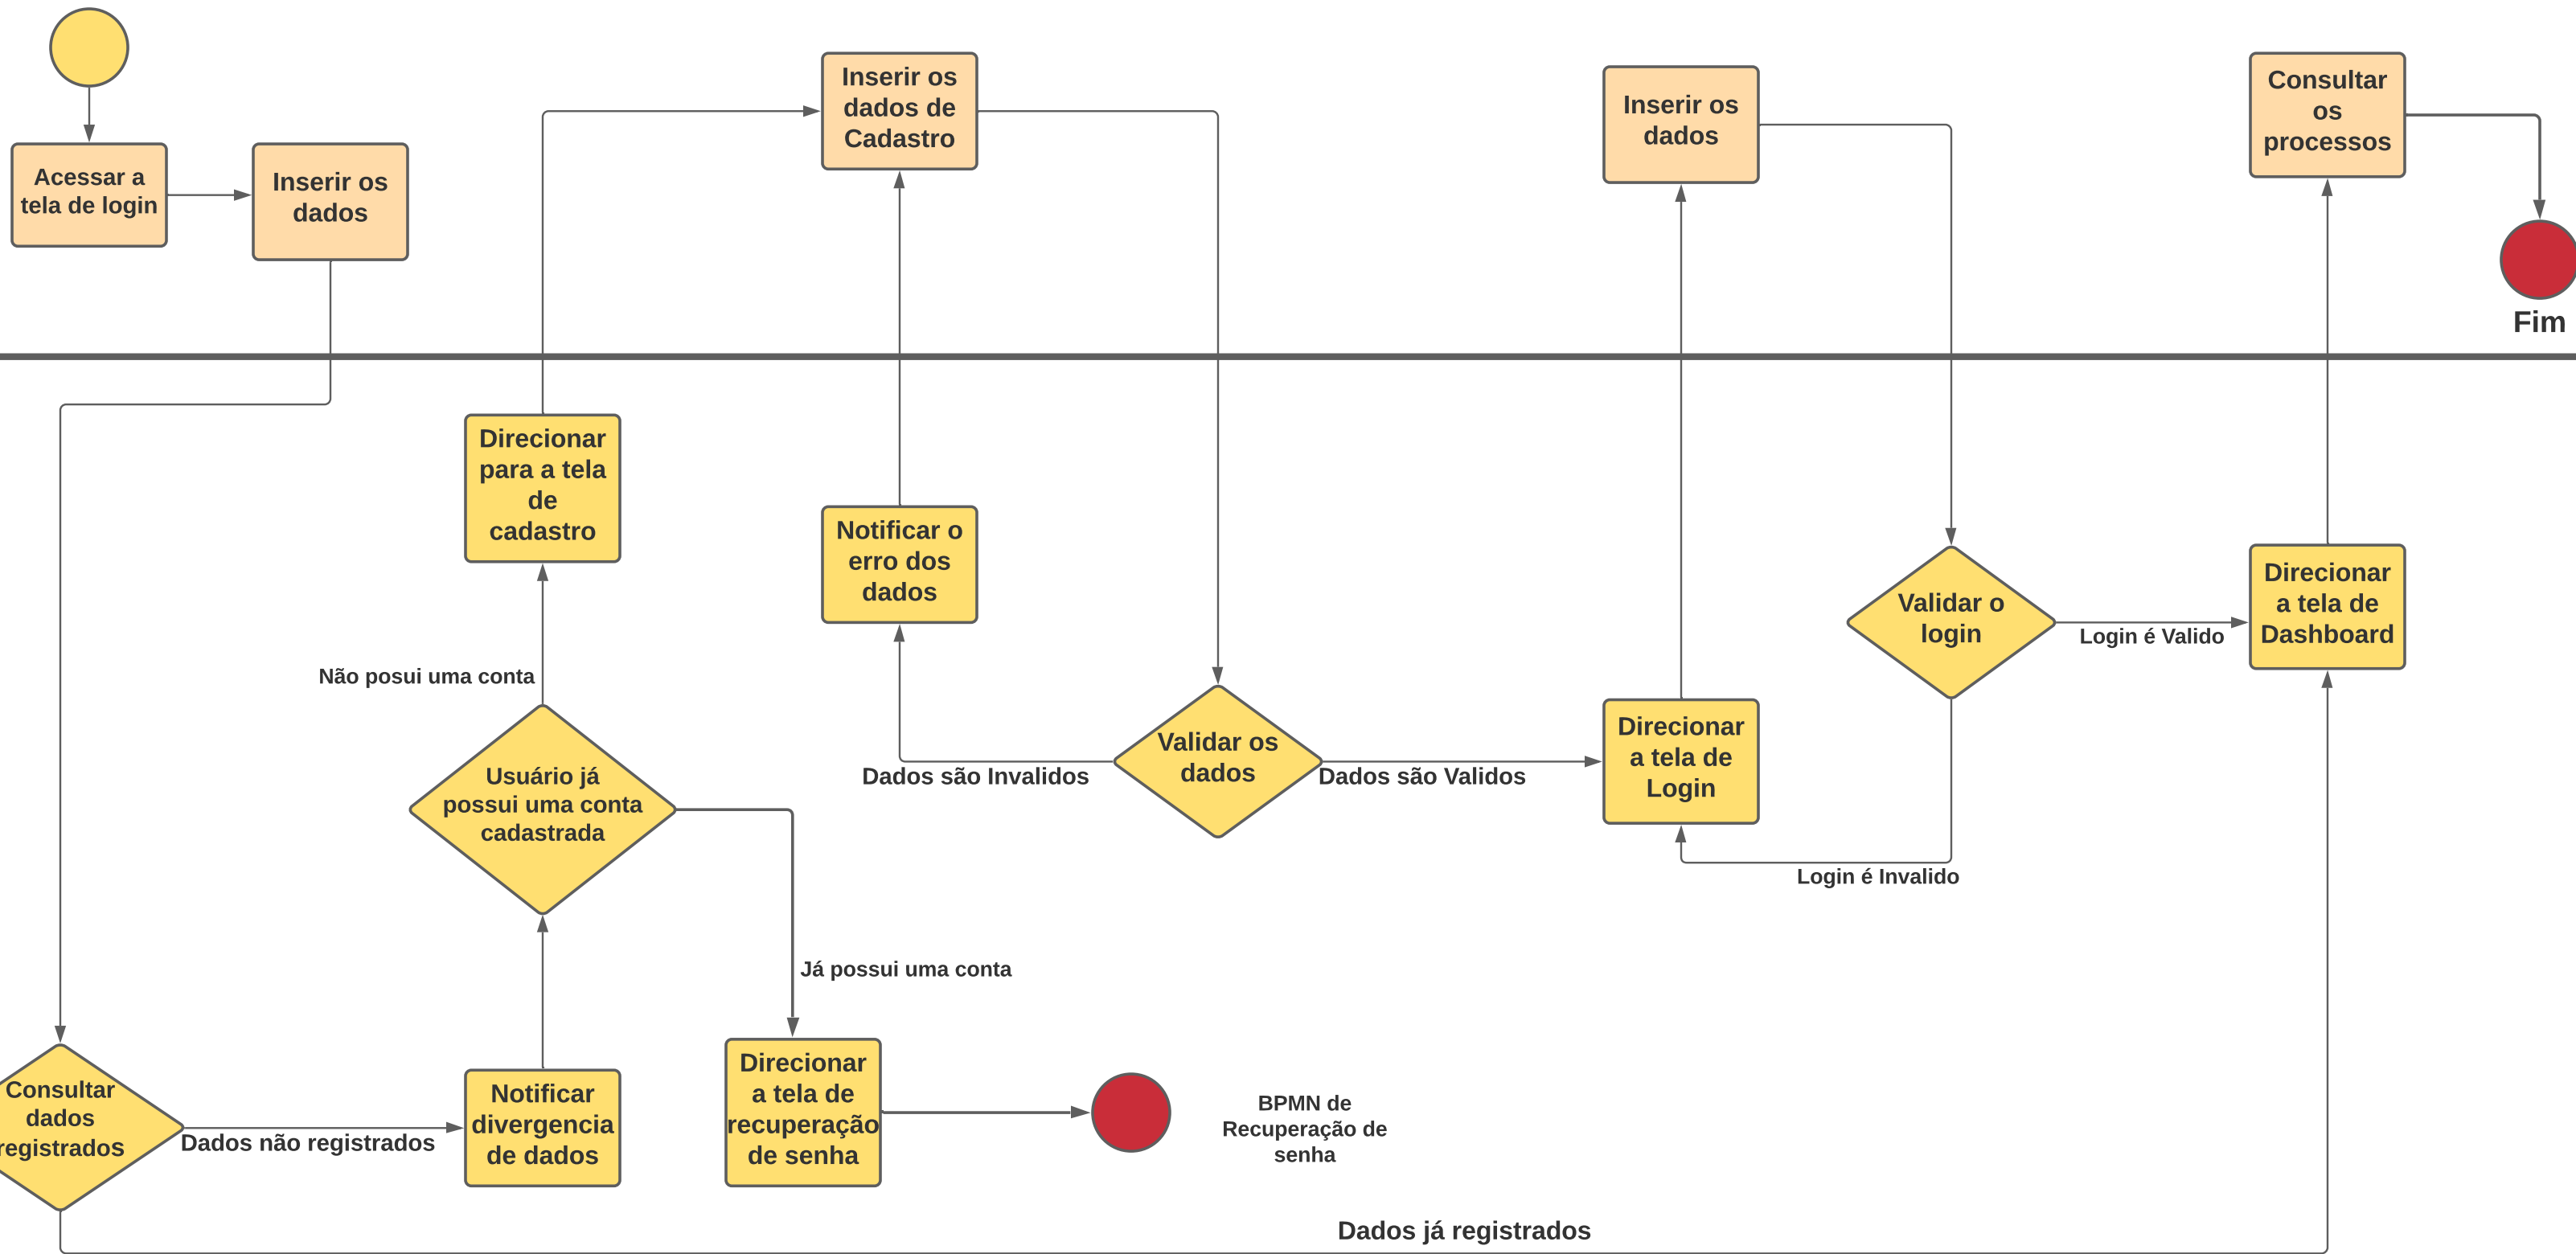 Acessar a
tela de login
Inserir os
dados
Inserir os
dados de
Cadastro
Inserir os
dados
Consultar
os
processos
Fim
Direcionar
para a tela
de
cadastro
Notificar o
erro dos
dados
Validar o
login
Login é Valido
Direcionar
a tela de
Dashboard
Não posui uma conta
Usuário já
possui uma conta
cadastrada
Dados são Invalidos
Validar os
dados
Dados são Validos
Direcionar
a tela de
Login
Login é Invalido
Já possui uma conta
Consultar
dados
registrados
Dados não registrados
Notificar
divergencia
de dados
Direcionar
a tela de
recuperação
de senha
BPMN de
Recuperação de
senha
Dados já registrados